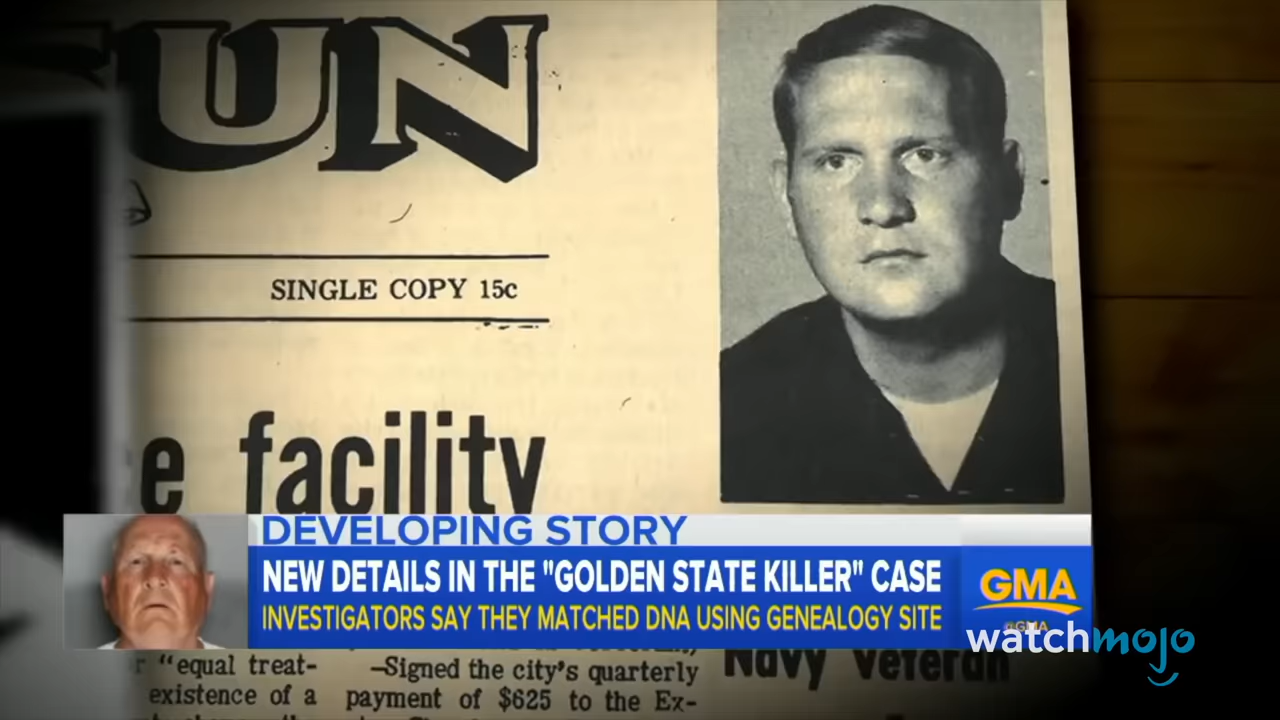 UN
SINGLE COPY 15c
e facility
DEVELOPING STORY
NEW DETAILS IN THE "GOLDEN STATE KILLER" CASE
INVESTIGATORS SAY THEY MATCHED DNA USING GENEALOGY SITE
GMA
@GMA
watchmojo
"equal treat-
existence of a
—Signed the city's quarterly
payment of $625 to the Ex-
Navy veteran